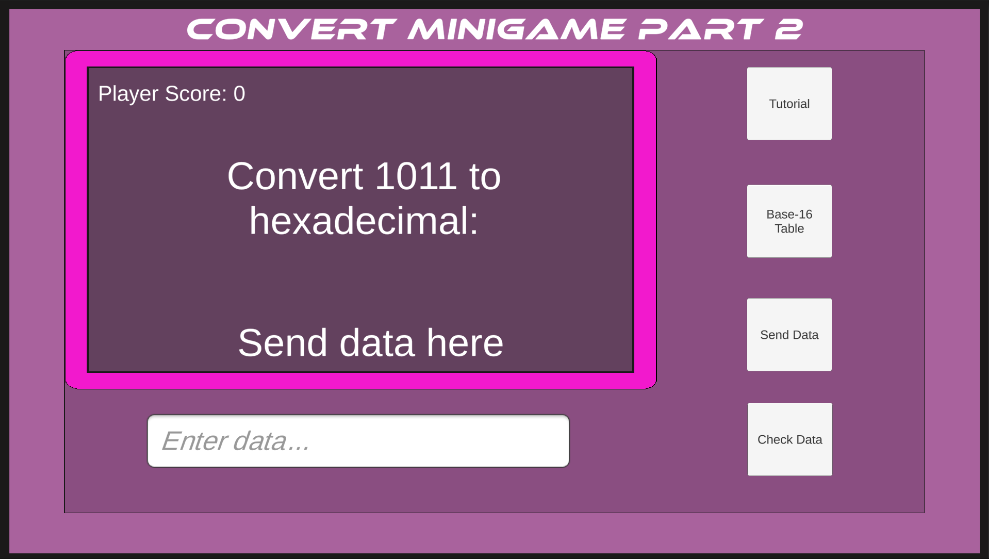 CONVERT MINIGAME PART 2
Player Score: 0
Convert 1011 to
hexadecimal:
Send data here
Enter data...
Tutorial
Base-16
Table
Send Data
Check Data